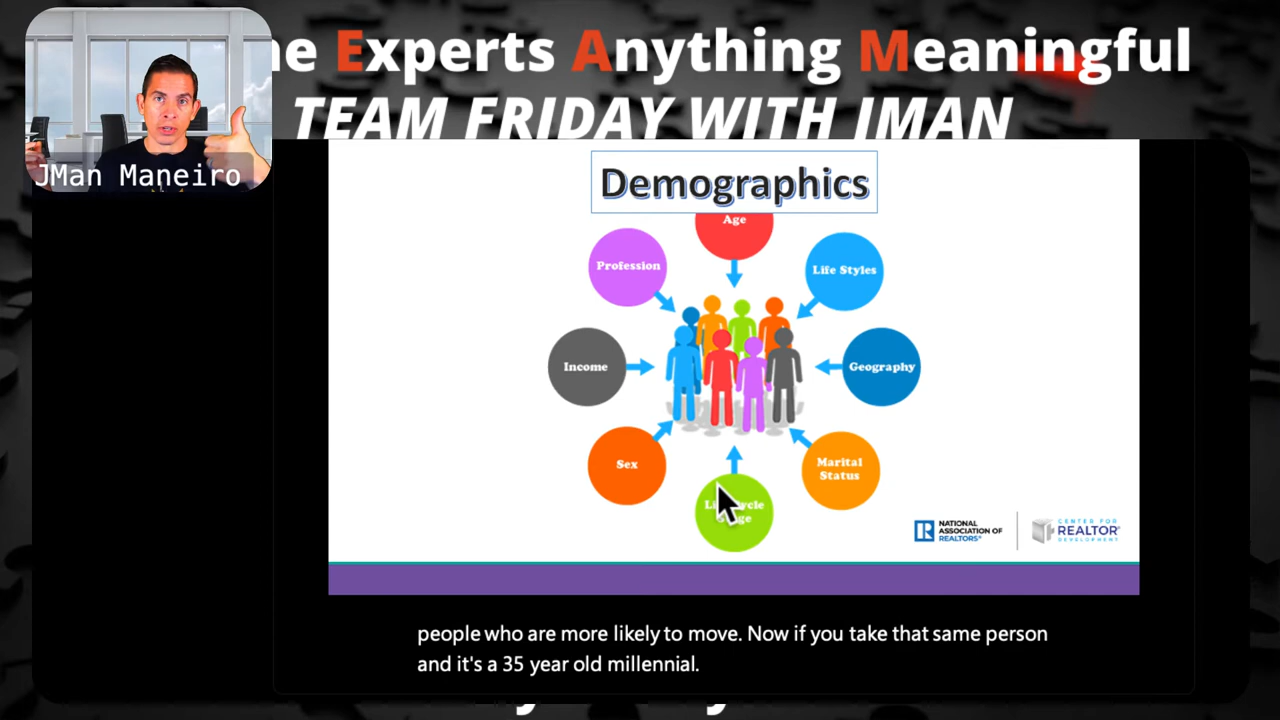 Experts Anything Meaningful
TEAM FRIDAY WITH IMAN
JMan Maneiro
Demographics
Age
Profession
Life Styles
Income
Geography
Sex
Marital
Status
NATIONAL
ASSOCIATION OF
REALTORS®
CENTER FOR
REALTOR®
DEVELOPMENT
people who are more likely to move. Now if you take that same person
and it's a 35 year old millennial.